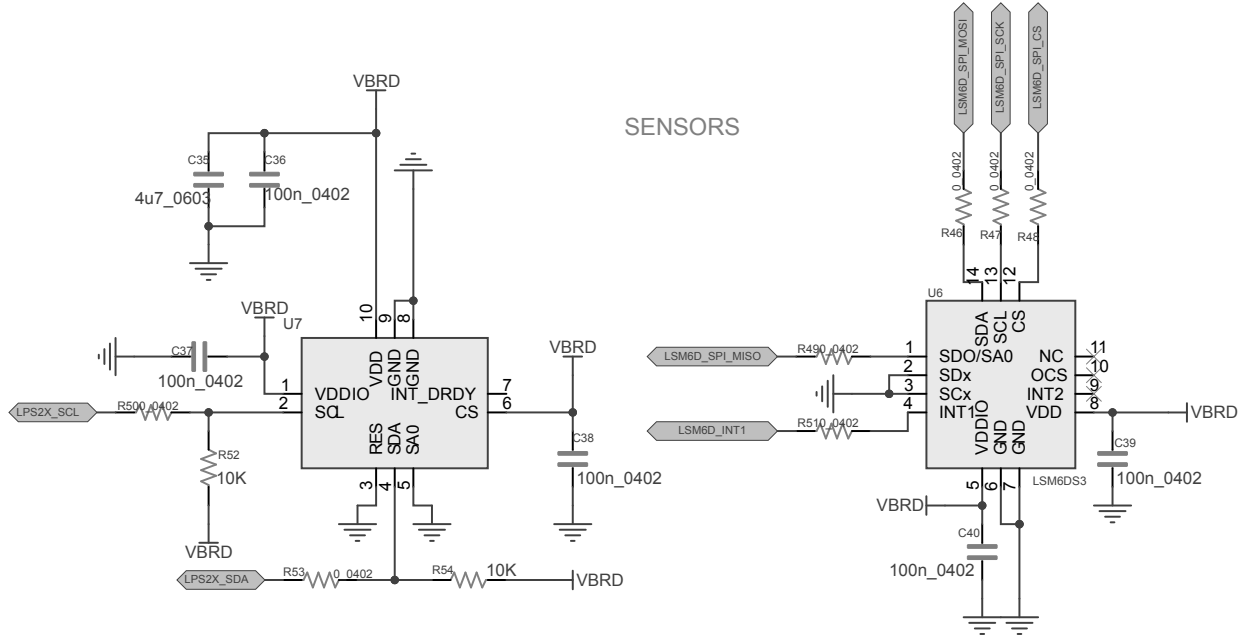 SENSORS
VBRD
C35
C36
4u7_0603
100n_0402
VBRD
U7
C37
100n_0402
10
9
8
VDD
GND
GND
1
VDDIO
2
SCL
INT_DRDY
7
CS
6
RES
SDA
SA0
3
4
5
LPS2X_SCL
R50
0_0402
R52
10K
VBRD
VBRD
C38
100n_0402
LPS2X_SDA
R53
0_0402
R54
10K
VBRD
LSM6D_SPI_MOSI
LSM6D_SPI_SCK
LSM6D_SPI_CS
0_0402
0_0402
0_0402
R46
R47
R48
14
13
12
U6
SDA
SCL
CS
LSM6D_SPI_MISO
R49
0_0402
1
SDO/SA0
2
SDx
3
SCx
4
INT1
NC
11
OCS
10
INT2
9
VDD
8
VBRD
LSM6D_INT1
R51
0_0402
VDDIO
GND
GND
5
6
7
LSM6DS3
C39
100n_0402
VBRD
C40
100n_0402